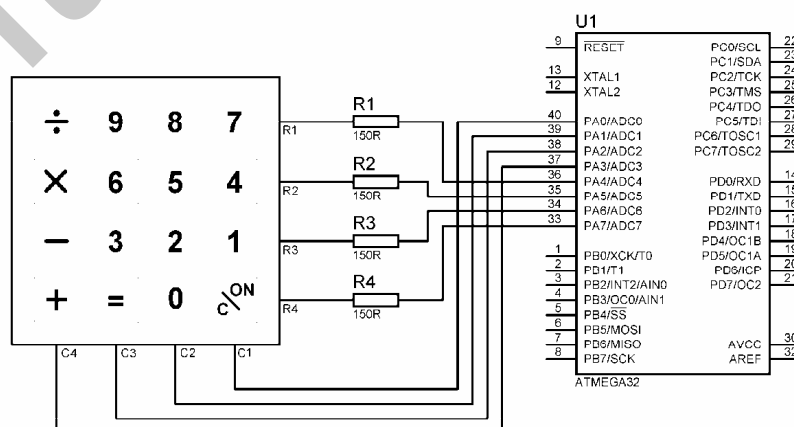 U1
9 RESET PC0/SCL 22
PC1/SDA 23
13 XTAL1 PC2/TCK 24
12 XTAL2 PC3/TMS 25
PC4/TDO 26
40 PA0/ADC0 PC5/TDI 27
39 PA1/ADC1 PC6/TOSC1 28
38 PA2/ADC2 PC7/TOSC2 29
37 PA3/ADC3
36 PA4/ADC4 PD0/RXD 14
35 PA5/ADC5 PD1/TXD 15
34 PA6/ADC6 PD2/INT0 16
33 PA7/ADC7 PD3/INT1 17
PD4/OC1B 18
1 PB0/XCK/T0 PD5/OC1A 19
2 PB1/T1 PD6/ICP 20
3 PB2/INT2/AIN0 PD7/OC2 21
4 PB3/OC0/AIN1
5 PB4/SS
6 PB5/MOSI
7 PB6/MISO AVCC 30
8 PB7/SCK AREF 32
ATMEGA32
÷ 9 8 7
× 6 5 4
− 3 2 1
+ = 0 C/ON
R1
R2
R3
R4
C4 C3 C2 C1
R1
150R
R2
150R
R3
150R
R4
150R